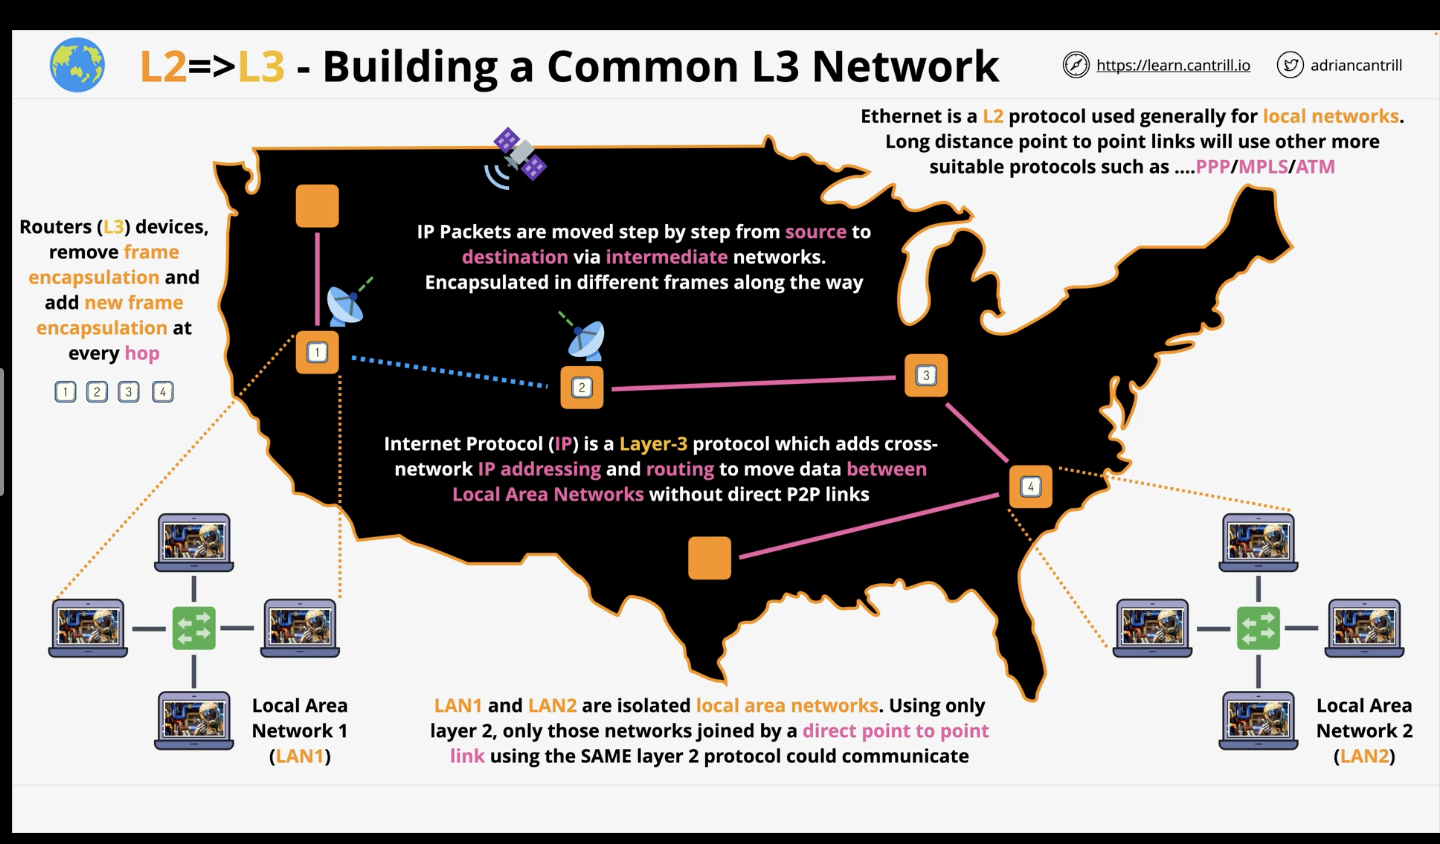 L2=>L3 - Building a Common L3 Network
https://learn.cantrill.io
adriancantrill
Ethernet is a L2 protocol used generally for local networks.
Long distance point to point links will use other more
suitable protocols such as ....PPP/MPLS/ATM
Routers (L3) devices,
remove frame
encapsulation and
add new frame
encapsulation at
every hop
1 2 3 4
IP Packets are moved step by step from source to
destination via intermediate networks.
Encapsulated in different frames along the way
1
2
3
Internet Protocol (IP) is a Layer-3 protocol which adds cross-
network IP addressing and routing to move data between
Local Area Networks without direct P2P links
4
Local Area
Network 1
(LAN1)
LAN1 and LAN2 are isolated local area networks. Using only
layer 2, only those networks joined by a direct point to point
link using the SAME layer 2 protocol could communicate
Local Area
Network 2
(LAN2)